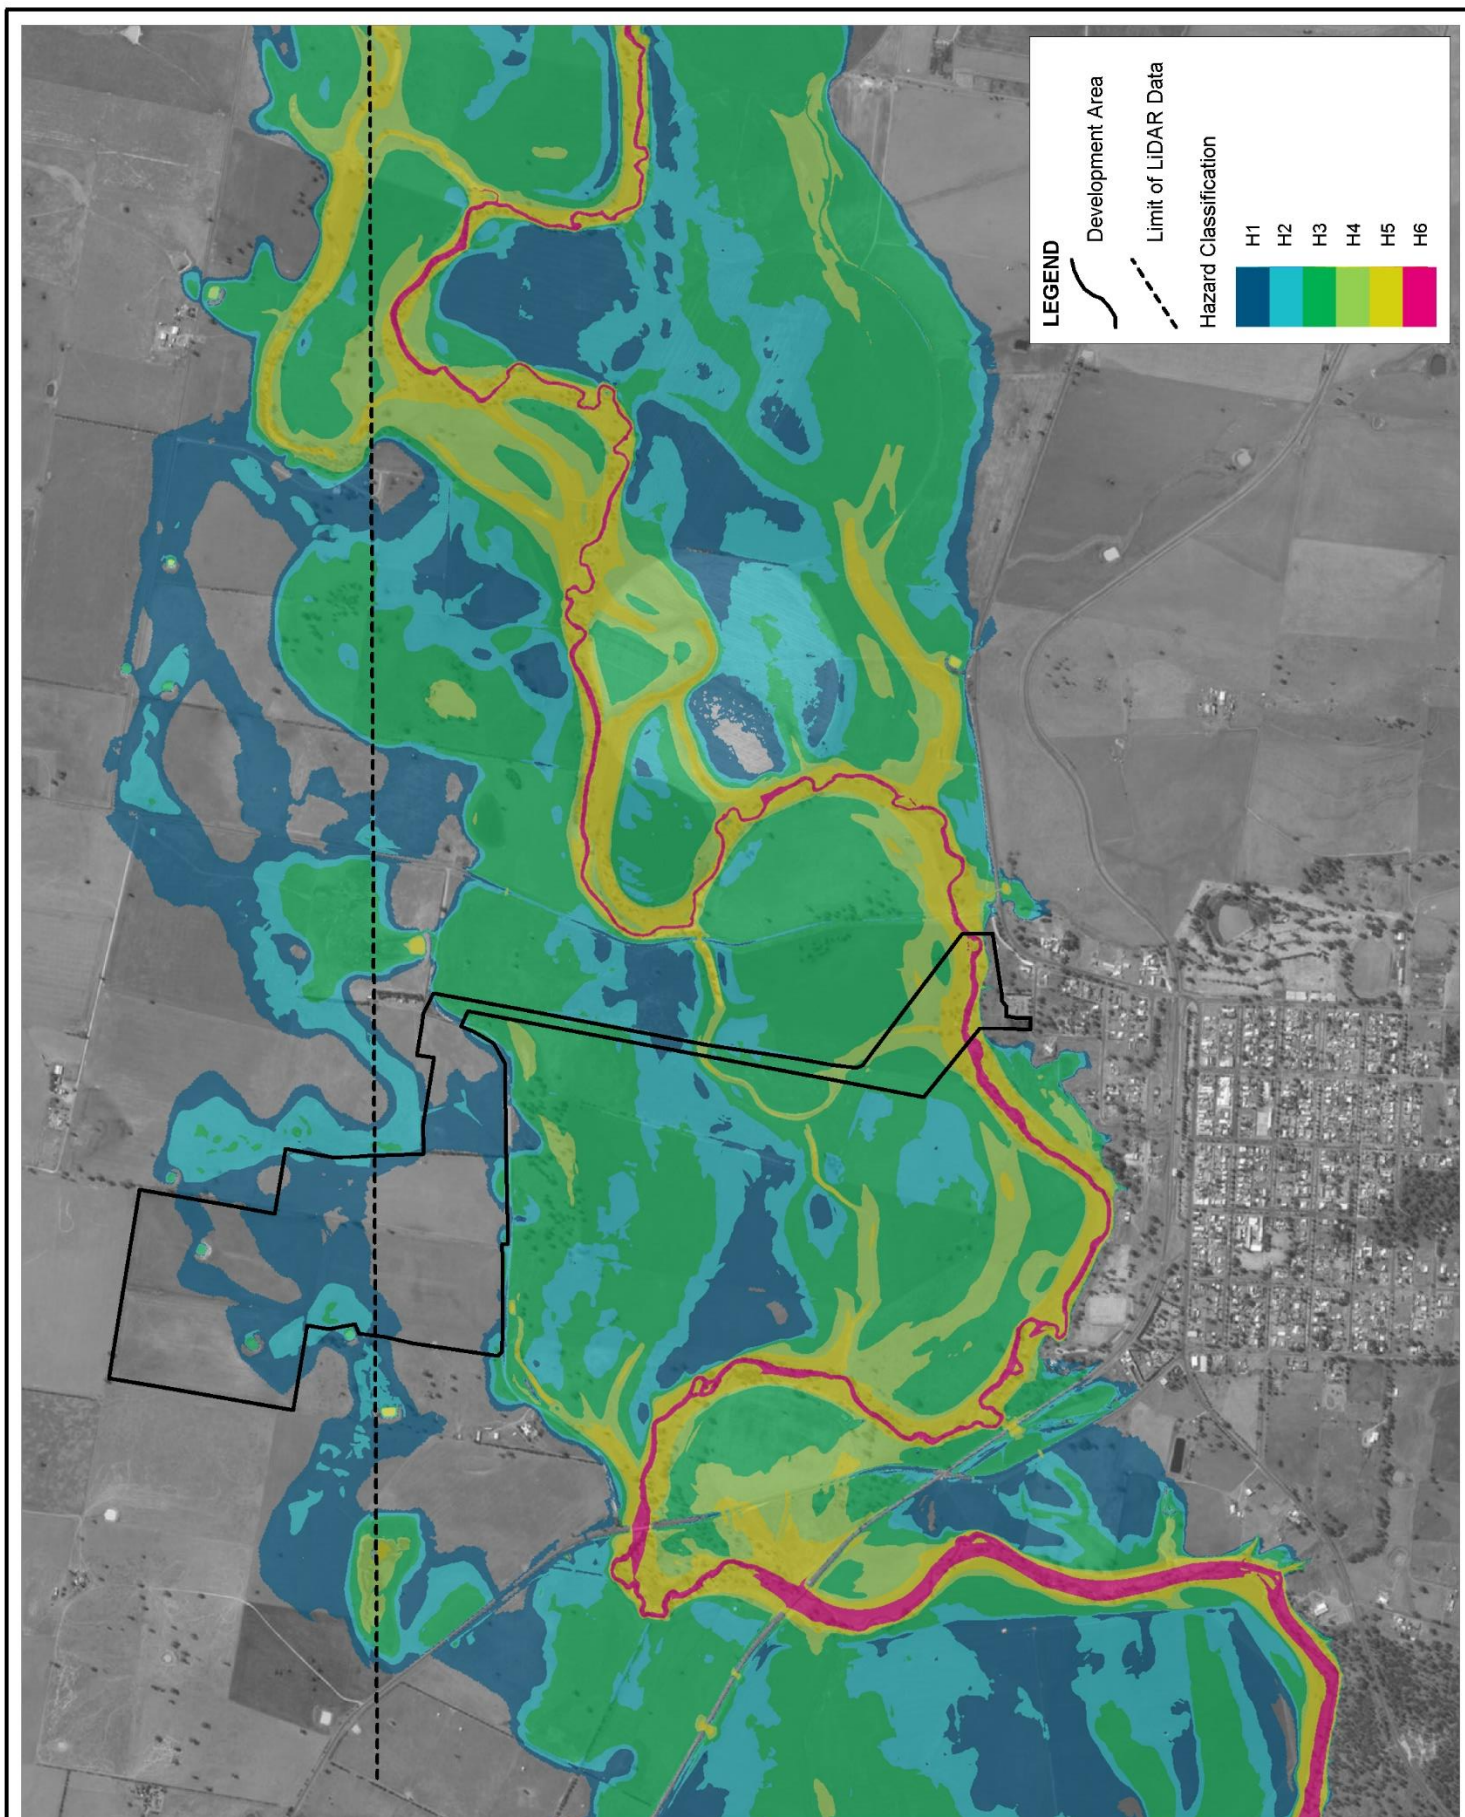 LEGEND
Development Area
Limit of LiDAR Data
Hazard Classification
H1
H2
H3
H4
H5
H6